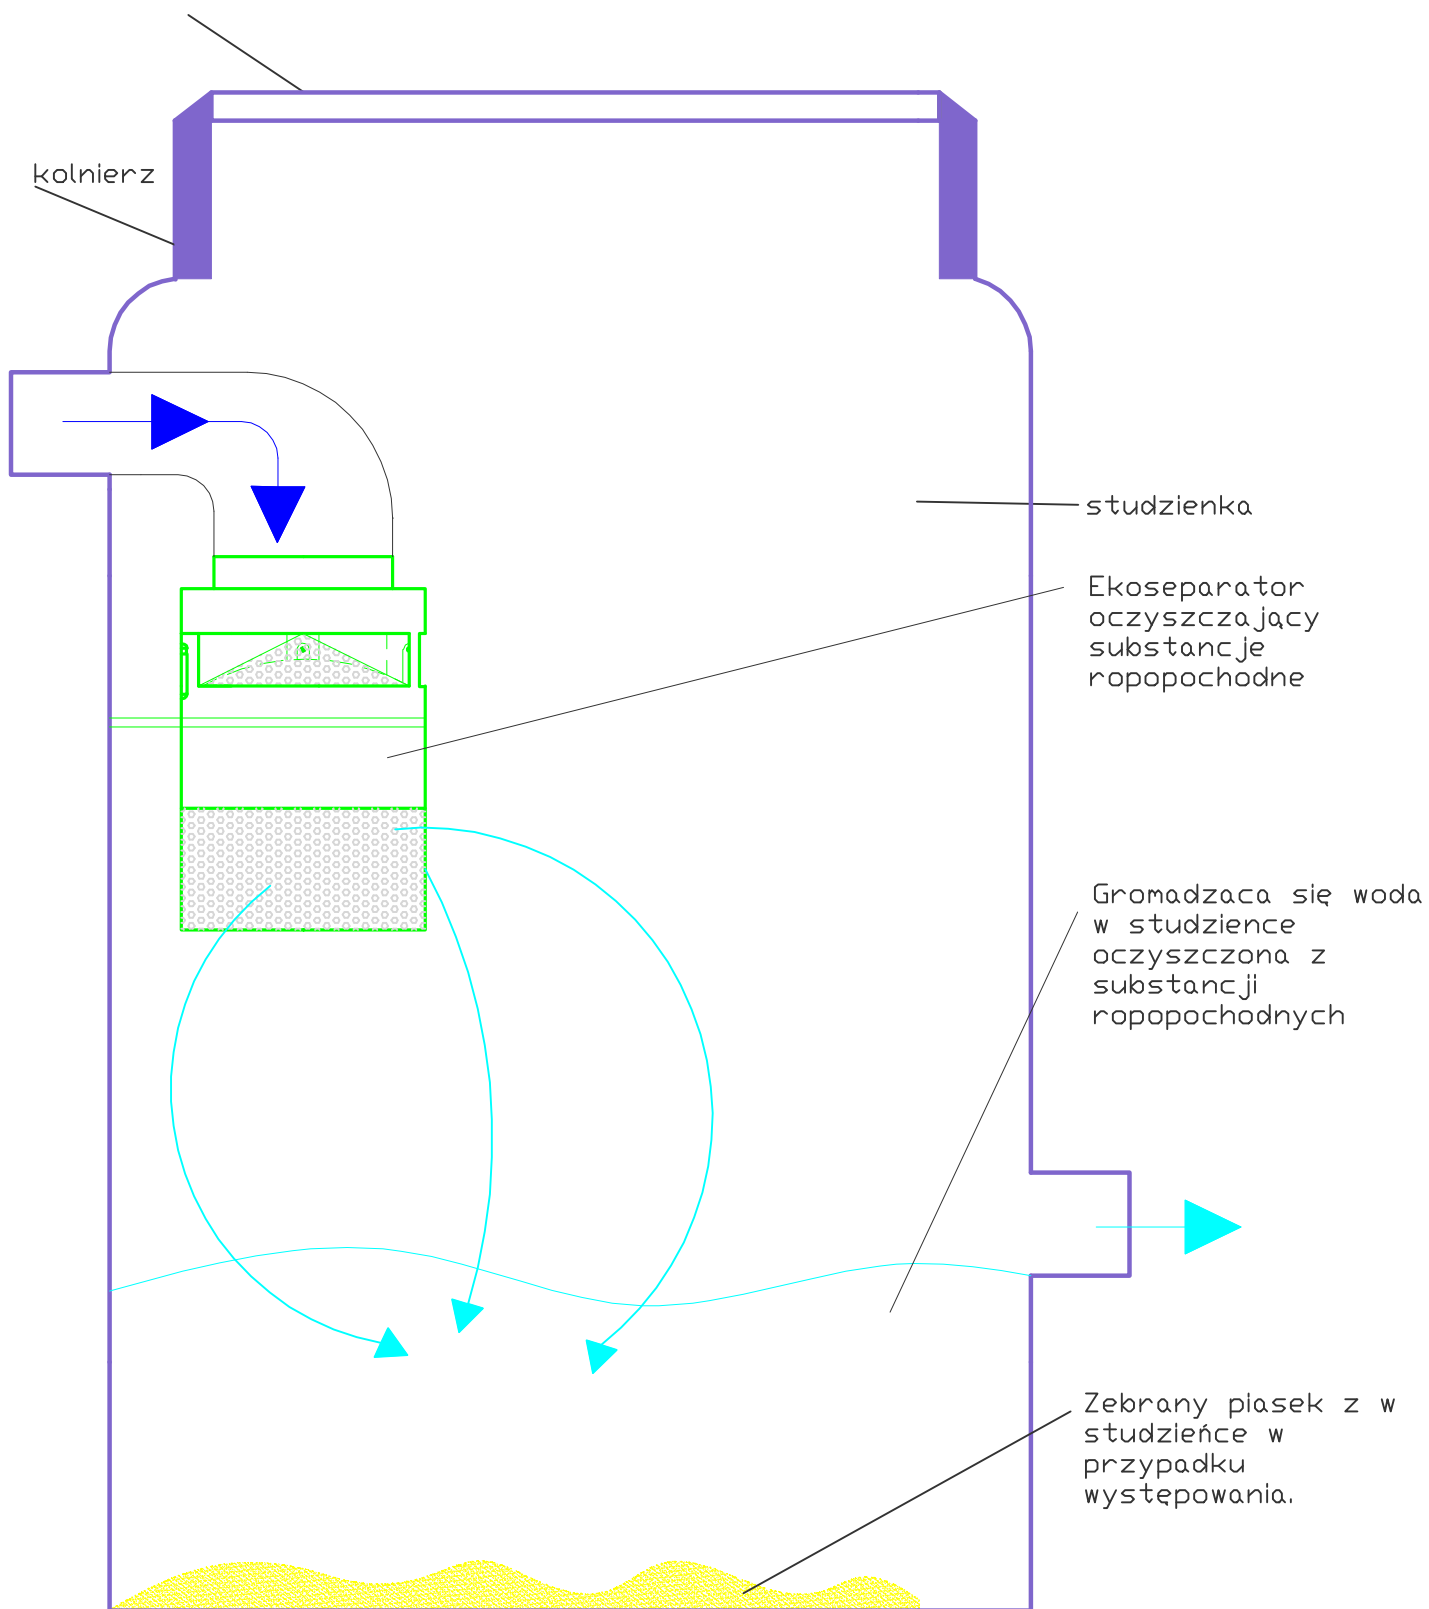 kolnierz
studzienka
Ekoseparator
oczyszczający
substancje
ropopochodne
Gromadzaca się woda
w studzience
oczyszczona z
substancji
ropopochodnych
Zebrany piasek z w
studzieńce w
przypadku
występowania.